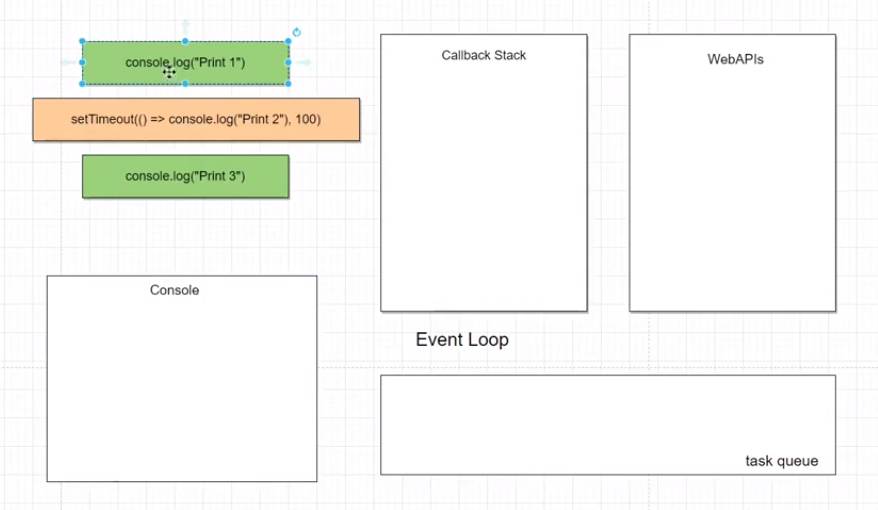 console.log("Print 1")
setTimeout(() => console.log("Print 2"), 100)
console.log("Print 3")
Console
Callback Stack
WebAPIs
Event Loop
task queue